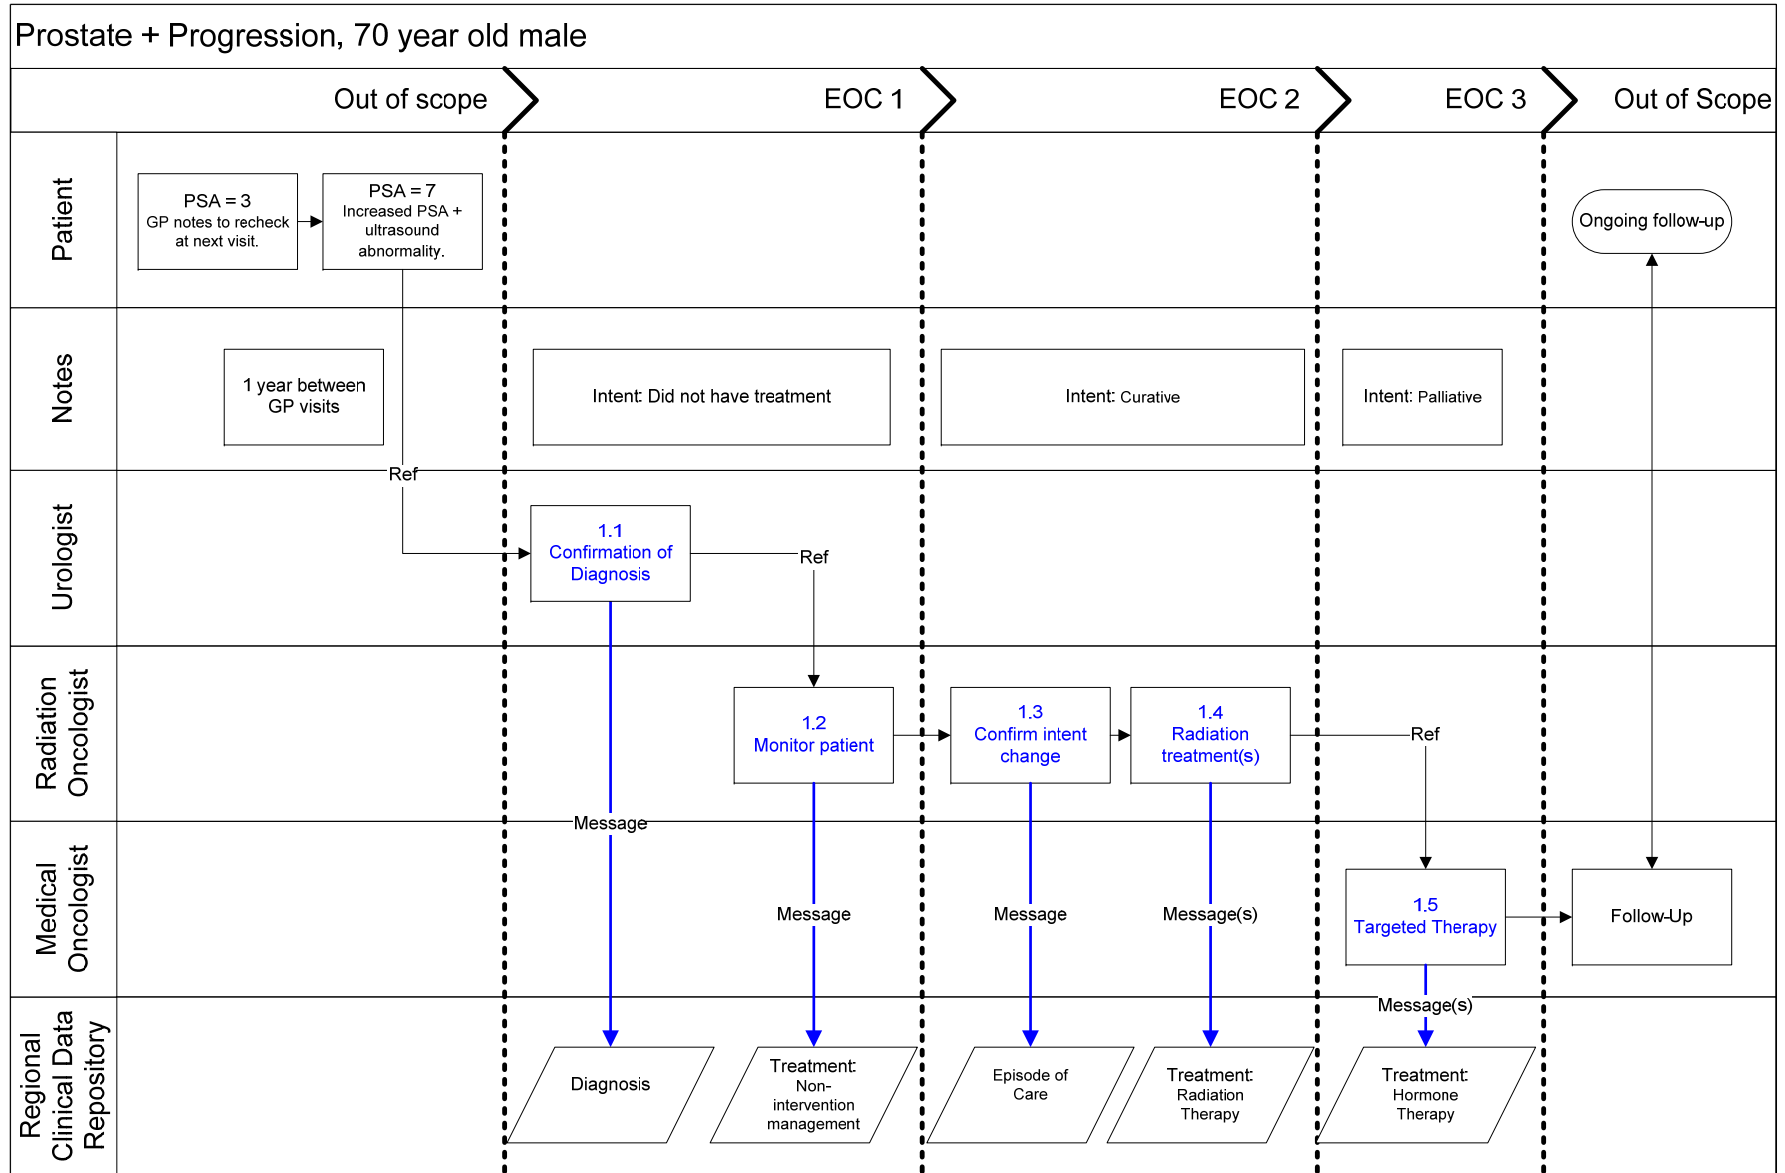 Prostate + Progression, 70 year old male
Out of scope
EOC 1
EOC 2
EOC 3
Out of Scope
Patient
PSA = 3
GP notes to recheck
at next visit.
PSA = 7
Increased PSA +
ultrasound
abnormality.
Ongoing follow-up
Notes
1 year between
GP visits
Intent: Did not have treatment
Intent: Curative
Intent: Palliative
Ref
Urologist
1.1
Confirmation of
Diagnosis
Ref
Radiation
Oncologist
1.2
Monitor patient
1.3
Confirm intent
change
1.4
Radiation
treatment(s)
Ref
Message
Medical
Oncologist
Message
Message
Message(s)
1.5
Targeted Therapy
Follow-Up
Message(s)
Regional
Clinical Data
Repository
Diagnosis
Treatment:
Non-
intervention
management
Episode of
Care
Treatment:
Radiation
Therapy
Treatment:
Hormone
Therapy